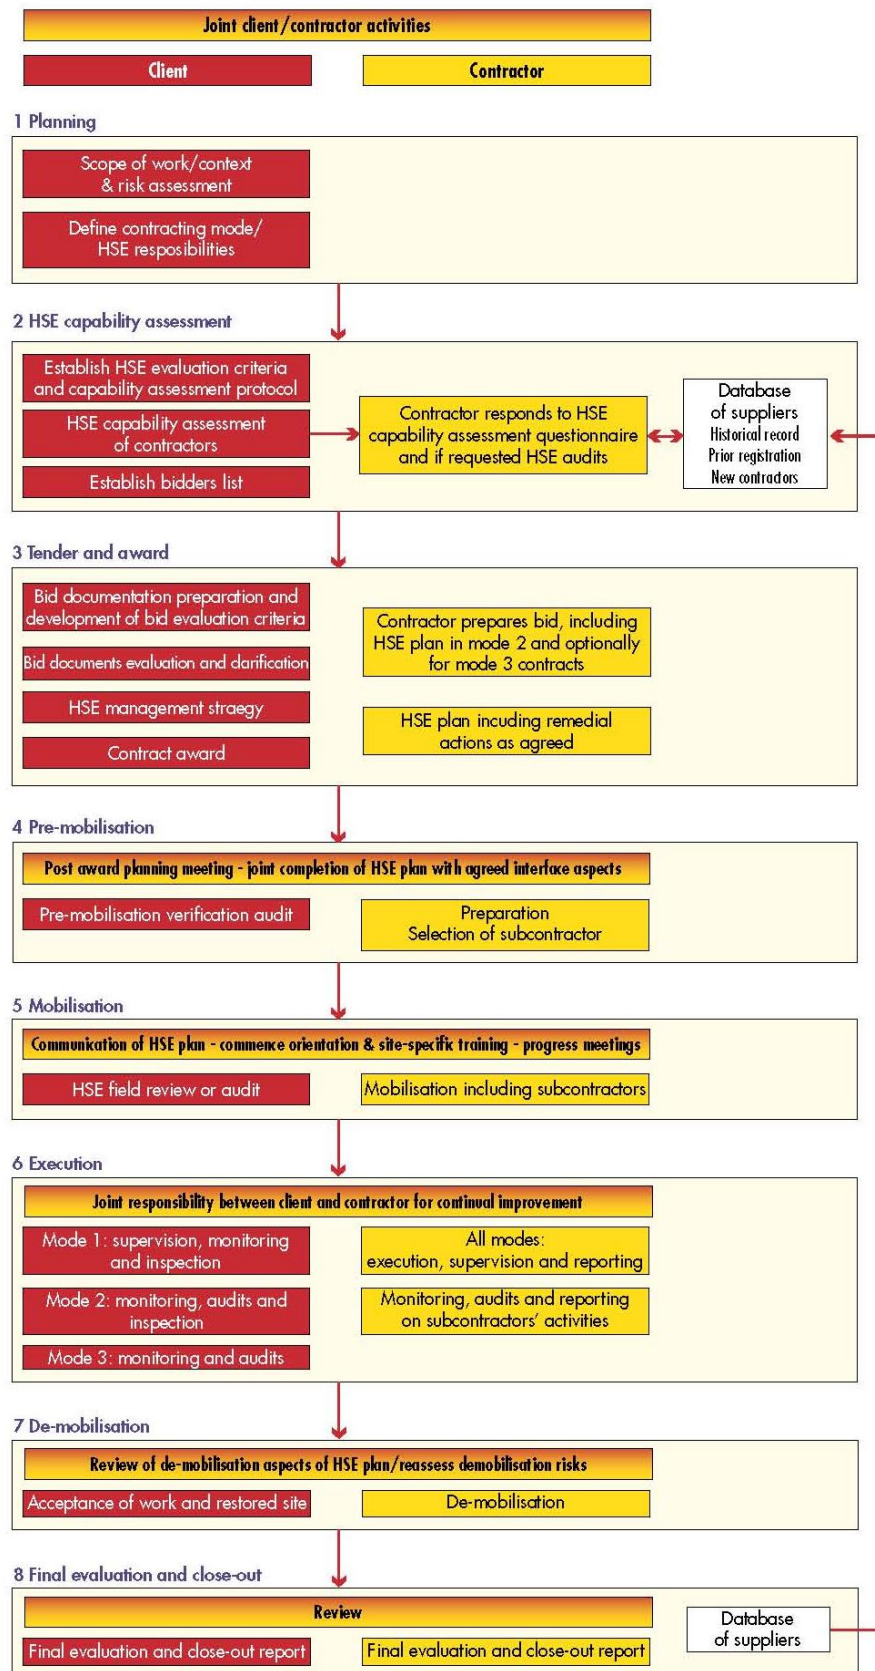 Joint client/contractor activities
Client
Contractor
1 Planning
Scope of work/context
& risk assessment
Define contracting mode/
HSE resposibilities
2 HSE capability assessment
Establish HSE evaluation criteria
and capability assessment protocol
HSE capability assessment
of contractors
Establish bidders list
Contractor responds to HSE
capability assessment questionnaire
and if requested HSE audits
Database
of suppliers
Historical record
Prior registration
New contractors
3 Tender and award
Bid documentation preparation and
development of bid evaluation criteria
Bid documents evaluation and clarification
HSE management straegy
Contract award
Contractor prepares bid, including
HSE plan in mode 2 and optionally
for mode 3 contracts
HSE plan incuding remedial
actions as agreed
4 Pre-mobilisation
Post award planning meeting - joint completion of HSE plan with agreed interface aspects
Pre-mobilisation verification audit
Preparation
Selection of subcontractor
5 Mobilisation
Communication of HSE plan - commence orientation & site-specific training - progress meetings
HSE field review or audit
Mobilisation including subcontractors
6 Execution
Joint responsibility between client and contractor for continual improvement
Mode 1: supervision, monitoring
and inspection
Mode 2: monitoring, audits and
inspection
Mode 3: monitoring and audits
All modes:
execution, supervision and reporting
Monitoring, audits and reporting
on subcontractors' activities
7 De-mobilisation
Review of de-mobilisation aspects of HSE plan/reassess demobilisation risks
Acceptance of work and restored site
De-mobilisation
8 Final evaluation and close-out
Review
Final evaluation and close-out report
Final evaluation and close-out report
Database
of suppliers